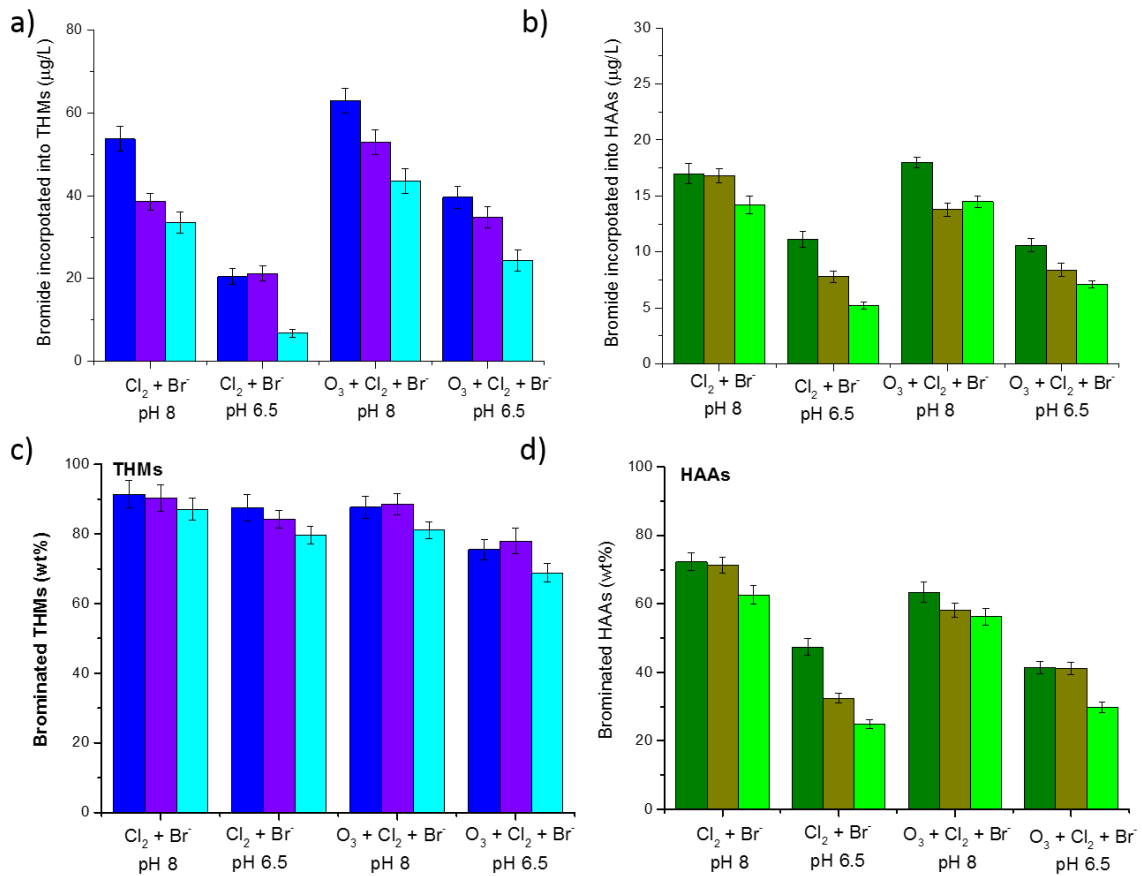 a)
Bromide incorpotated into THMs (µg/L)
80
60
40
20
0
Cl₂ + Br⁻
pH 8
Cl₂ + Br⁻
pH 6.5
O₃ + Cl₂ + Br⁻
pH 8
O₃ + Cl₂ + Br⁻
pH 6.5
b)
Bromide incorpotated into HAAs (µg/L)
30
25
20
15
10
5
0
Cl₂ + Br⁻
pH 8
Cl₂ + Br⁻
pH 6.5
O₃ + Cl₂ + Br⁻
pH 8
O₃ + Cl₂ + Br⁻
pH 6.5
c)
THMs
Brominated THMs (wt%)
100
80
60
40
20
0
Cl₂ + Br⁻
pH 8
Cl₂ + Br⁻
pH 6.5
O₃ + Cl₂ + Br⁻
pH 8
O₃ + Cl₂ + Br⁻
pH 6.5
d)
HAAs
Brominated HAAs (wt%)
100
80
60
40
20
0
Cl₂ + Br⁻
pH 8
Cl₂ + Br⁻
pH 6.5
O₃ + Cl₂ + Br⁻
pH 8
O₃ + Cl₂ + Br⁻
pH 6.5